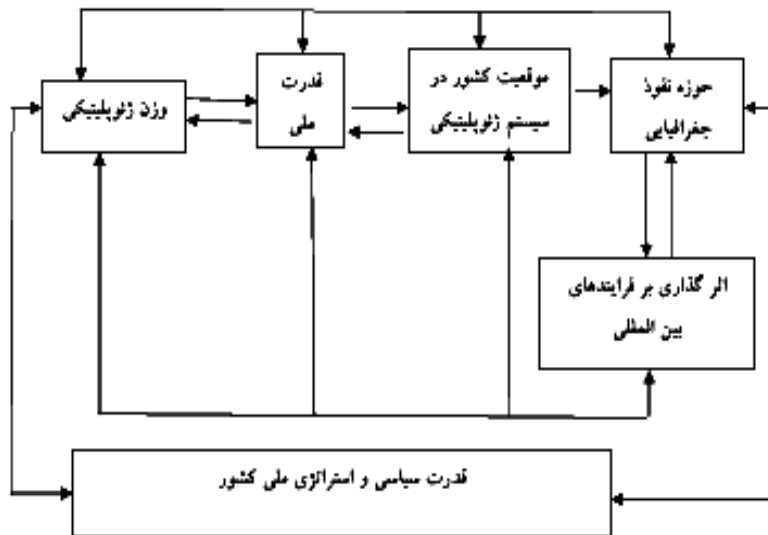 حوزه نفوذ
جغرافیایی
موقعیت کشور در
سیستم ژئوپلیتیکی
قدرت
ملی
وزن ژئوپلیتیکی
اثر گذاری بر فرایندهای
بین المللی
قدرت سیاسی و استراتژی ملی کشور